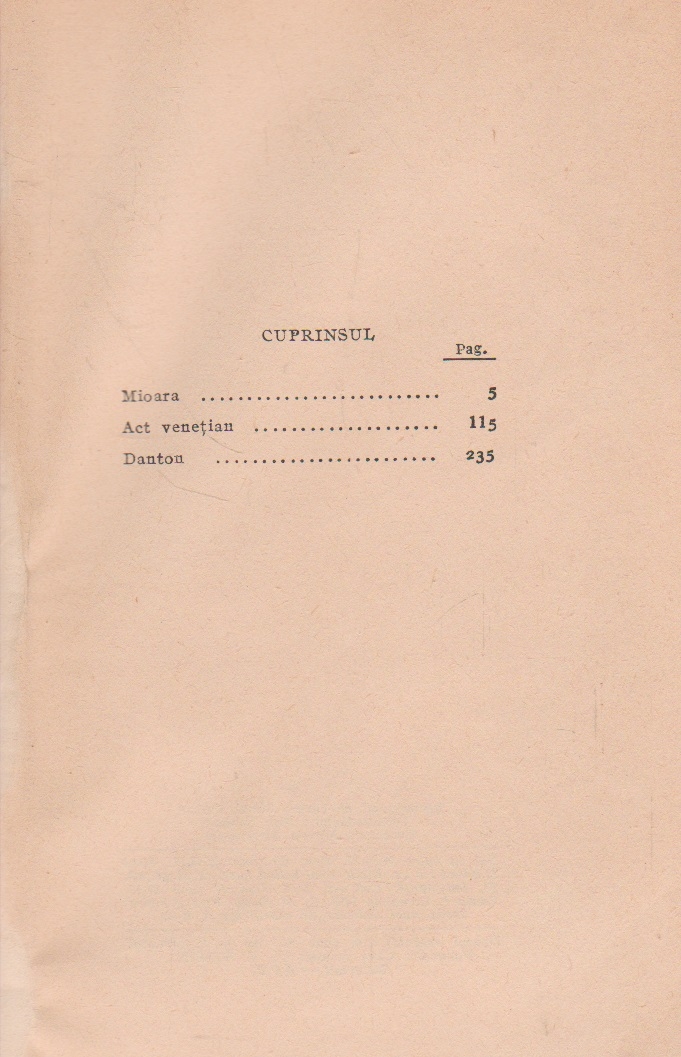 CUPRINSUL
Pag.
Mioara .......................... 5
Act venețian .................... 115
Danton ........................ 235